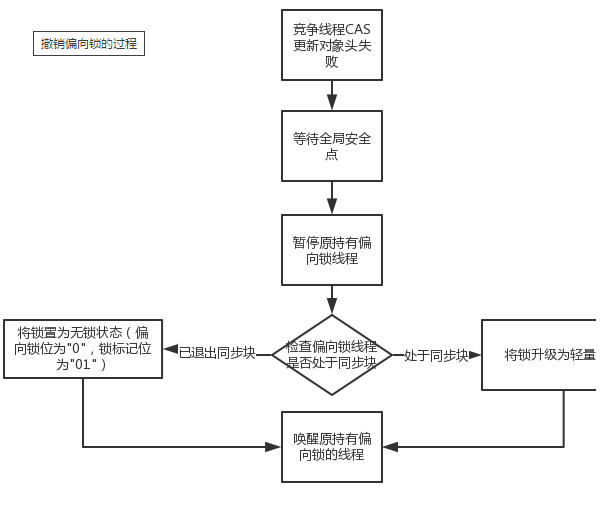 撤销偏向锁的过程
竞争线程CAS
更新对象头失
败
等待全局安全
点
暂停原持有偏
向锁线程
检查偏向锁线程
是否处于同步块
已退出同步块
处于同步块
将锁置为无锁状态（偏
向锁位为"0"，锁标记位
为"01"）
将锁升级为轻量
唤醒原持有偏
向锁的线程